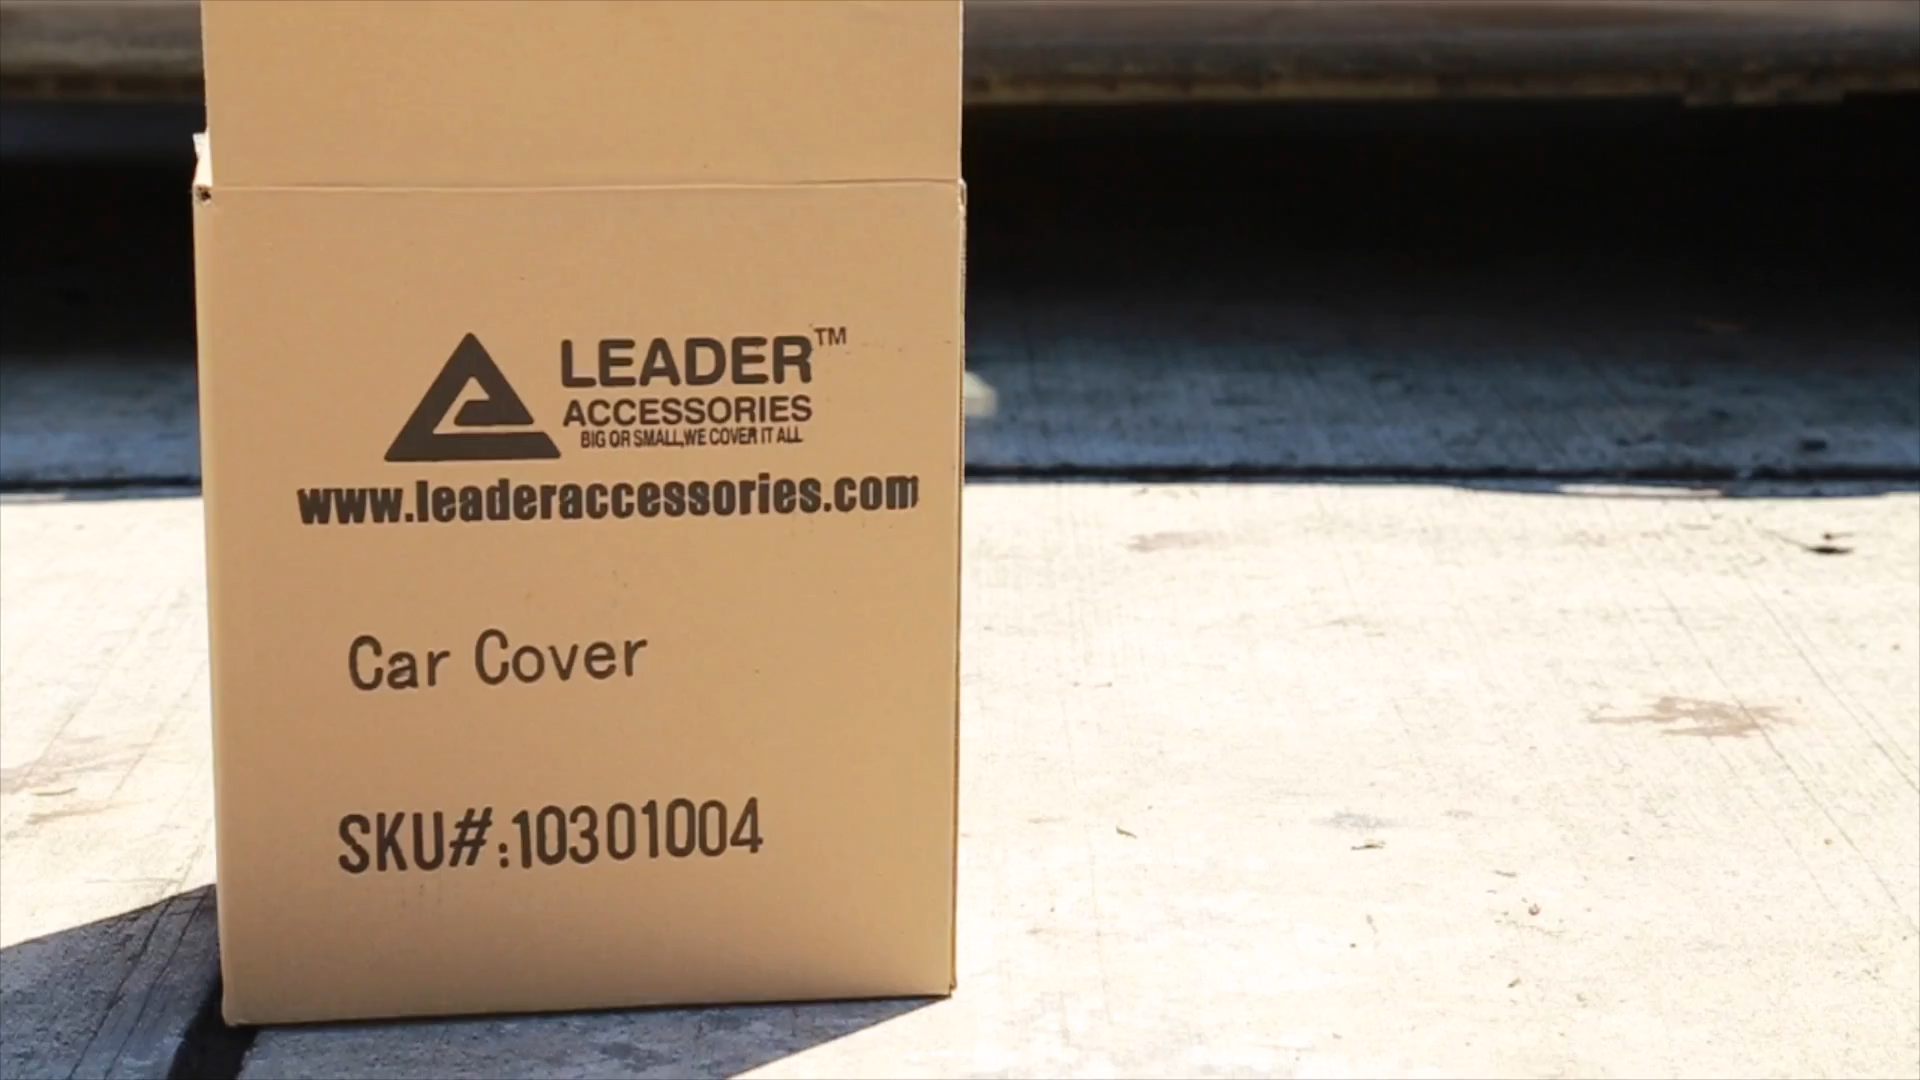 LEADER™
ACCESSORIES
BIG OR SMALL,WE COVER IT ALL
www.leaderaccessories.com
Car Cover
SKU#:10301004